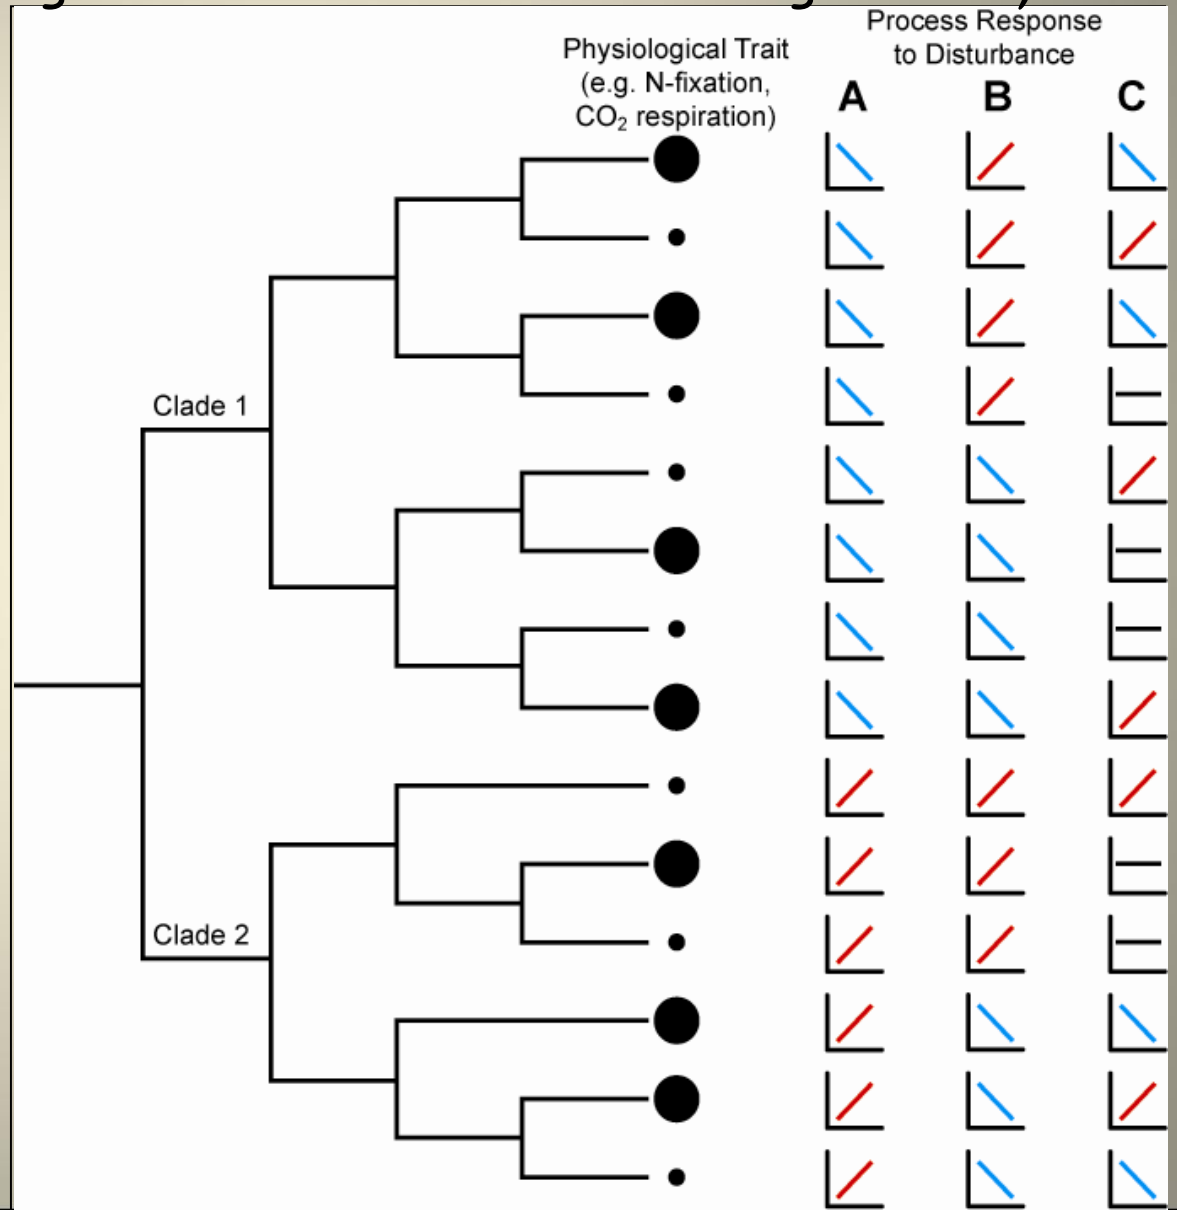 Physiological Trait
(e.g. N-fixation,
CO₂ respiration)
Process Response
to Disturbance
A B C
Clade 1
Clade 2